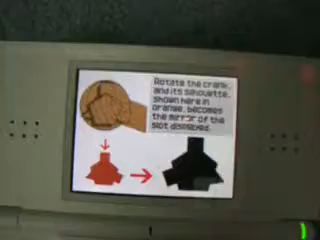 Rotate the crank,
and its silhouette,
shown here in
orange, becomes
the mirror of the
slot displayed.